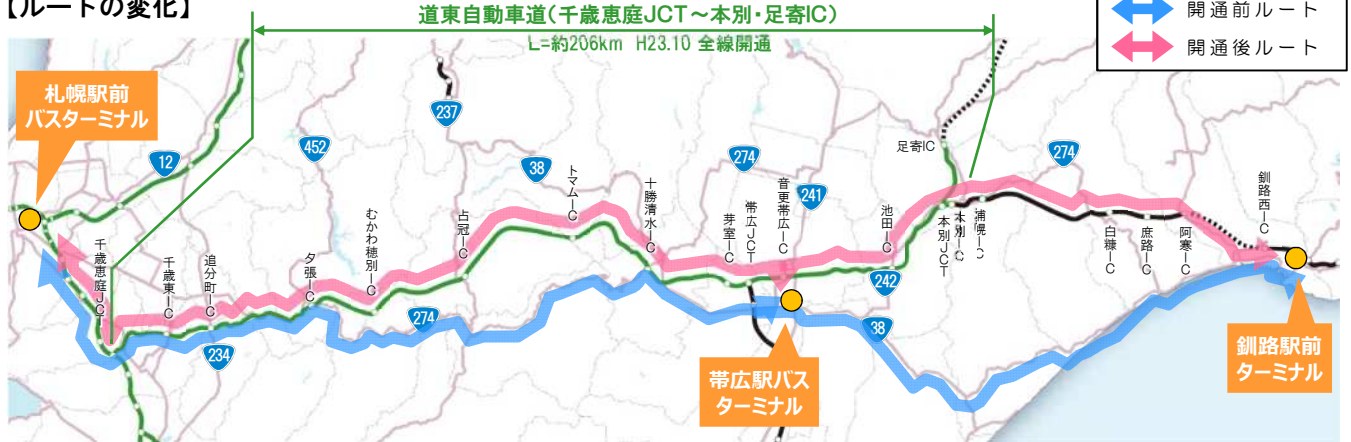 【ルートの変化】
道東自動車道(千歳恵庭JCT～本別・足寄IC)
L=約206km H23.10 全線開通
開通前ルート
開通後ルート
札幌駅前
バスターミナル
12
452
237
38
274
241
274
足寄IC
千歳恵庭JCT
千歳東IC
追分町IC
夕張IC
むかわ穂別IC
占冠IC
トマムIC
十勝清水IC
芽室IC
帯広JCT
音更帯広IC
池田IC
本別JCT
本別IC
浦幌IC
白糠IC
庶路IC
阿寒IC
釧路西IC
234
274
242
38
帯広駅バス
ターミナル
釧路駅前
ターミナル